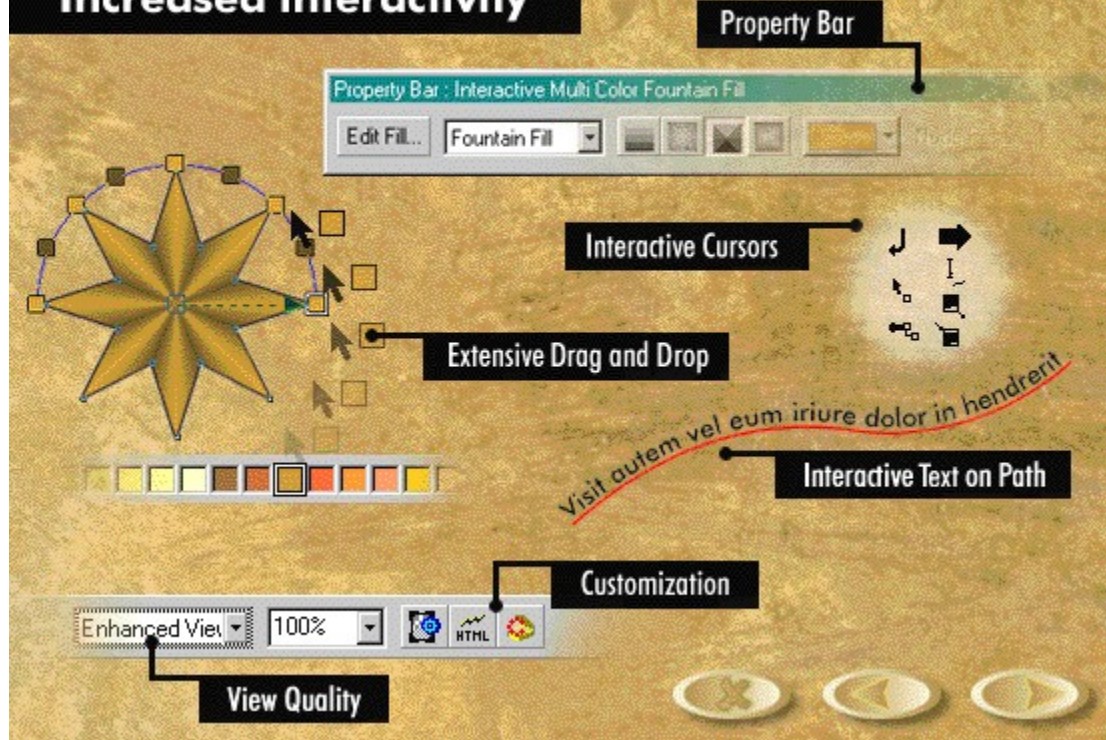 Increased Interactivity
Property Bar
Property Bar : Interactive Multi Color Fountain Fill
Edit Fill...
Fountain Fill
Interactive Cursors
Extensive Drag and Drop
Visit autem vel eum iriure dolor in hendrerit
Interactive Text on Path
Customization
Enhanced View
100%
HTML
View Quality